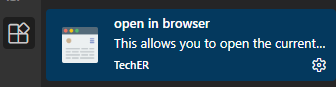 open in browser
This allows you to open the current...
TechER